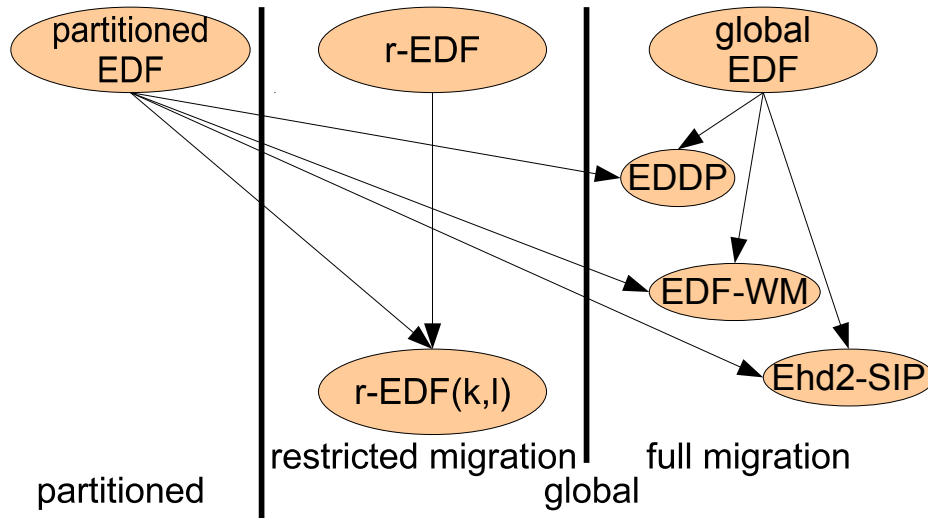 partitioned
EDF
r-EDF
global
EDF
EDDP
EDF-WM
Ehd2-SIP
r-EDF(k,l)
restricted migration
full migration
partitioned
global